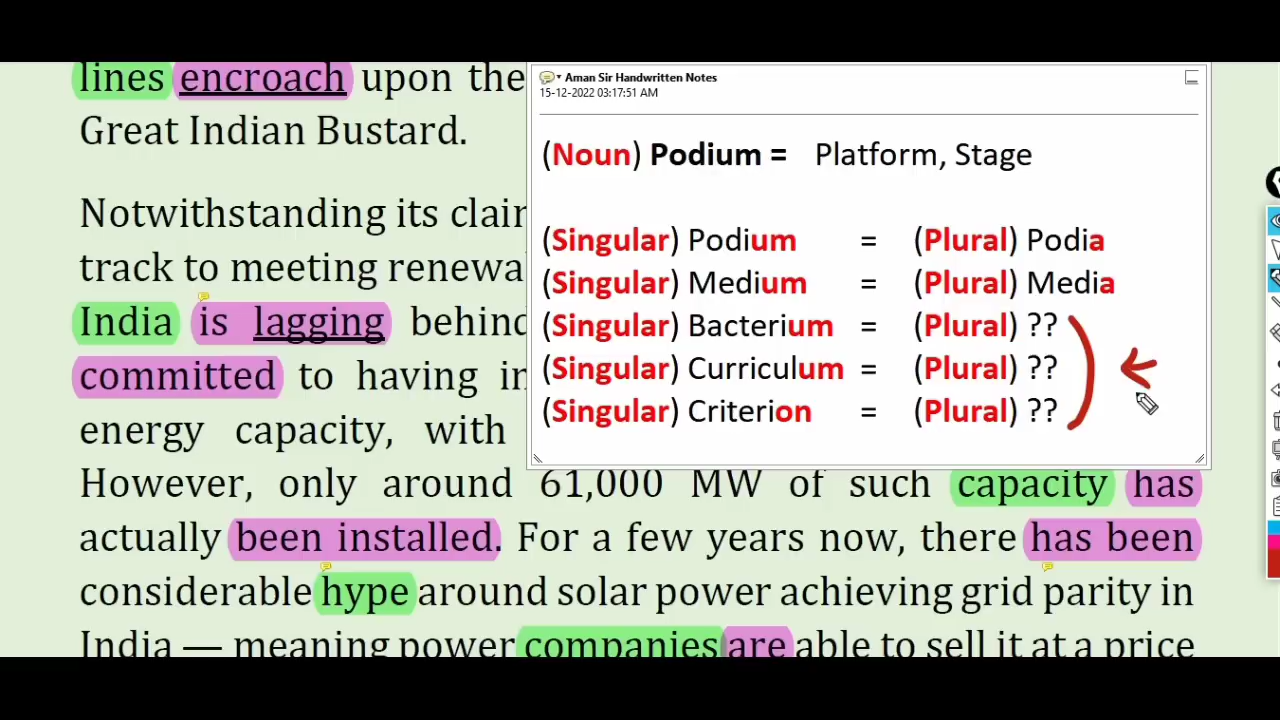 lines encroach upon the
Great Indian Bustard.
Notwithstanding its clai
track to meeting renewa
India is lagging behind
committed to having in
energy capacity, with
Aman Sir Handwritten Notes
15-12-2022 03:17:51 AM
(Noun) Podium = Platform, Stage
(Singular) Podium = (Plural) Podia
(Singular) Medium = (Plural) Media
(Singular) Bacterium = (Plural) ??
(Singular) Curriculum = (Plural) ??
(Singular) Criterion = (Plural) ??
However, only around 61,000 MW of such capacity has
actually been installed. For a few years now, there has been
considerable hype around solar power achieving grid parity in
India — meaning power companies are able to sell it at a price